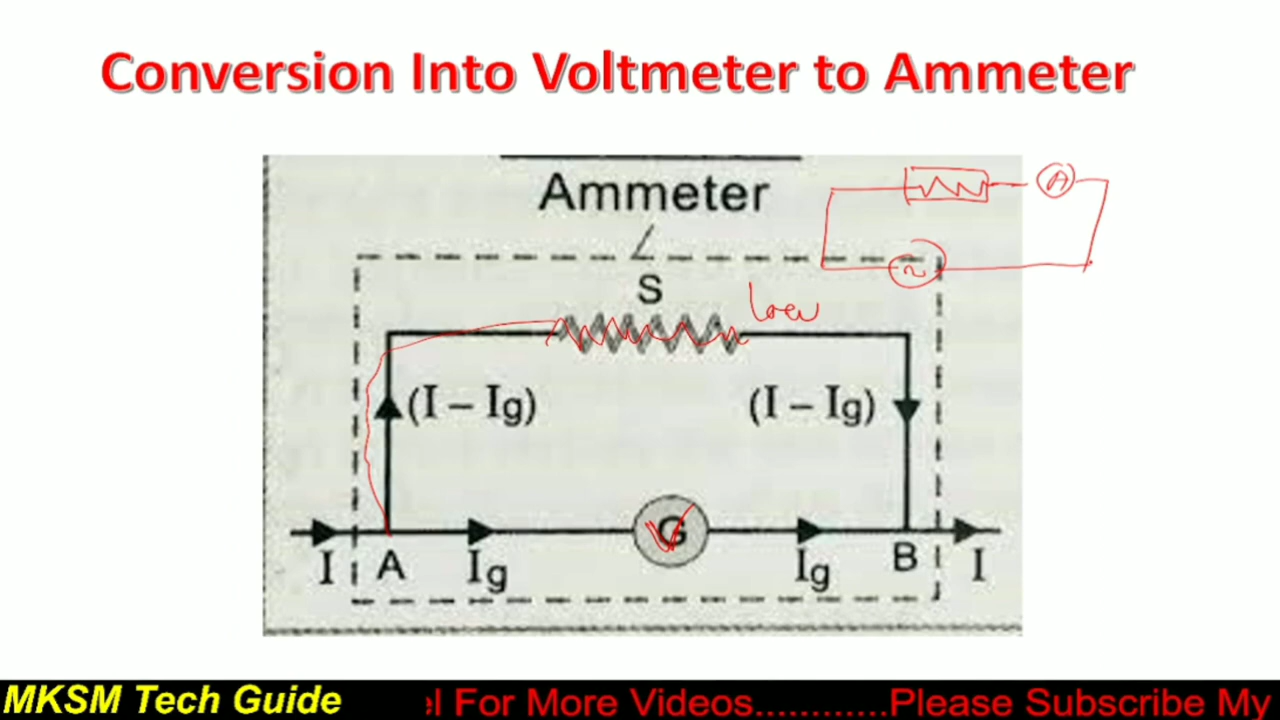 Conversion Into Voltmeter to Ammeter
Ammeter
A
~
S
low
(I – Ig) (I – Ig)
G
I A Ig Ig B I
MKSM Tech Guide
l For More Videos............Please Subscribe My